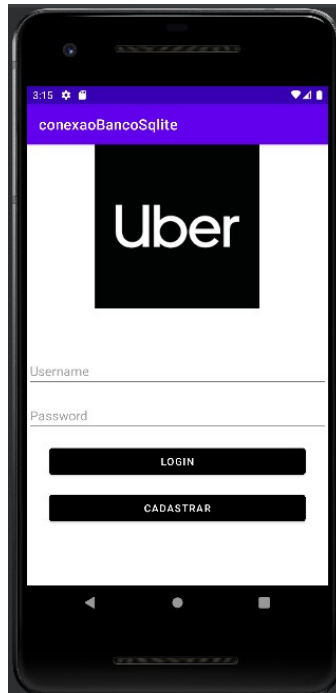 3:15
conexaoBancoSqlite
Uber
Username
Password
LOGIN
CADASTRAR